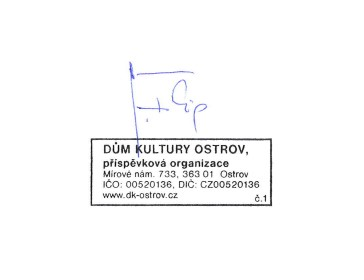 DŮM KULTURY OSTROV,
příspěvková organizace
Mírové nám. 733, 363 01 Ostrov
IČO: 00520136, DIČ: CZ00520136
www.dk-ostrov.cz č.1